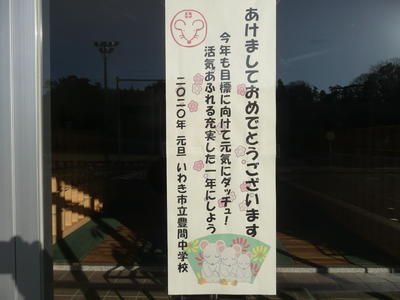 あけましておめでとうございます
今年も目標に向けて元気にダッチュ！
活気あふれる充実した一年にしよう
二〇二〇年 元旦 いわき市立豊間中学校